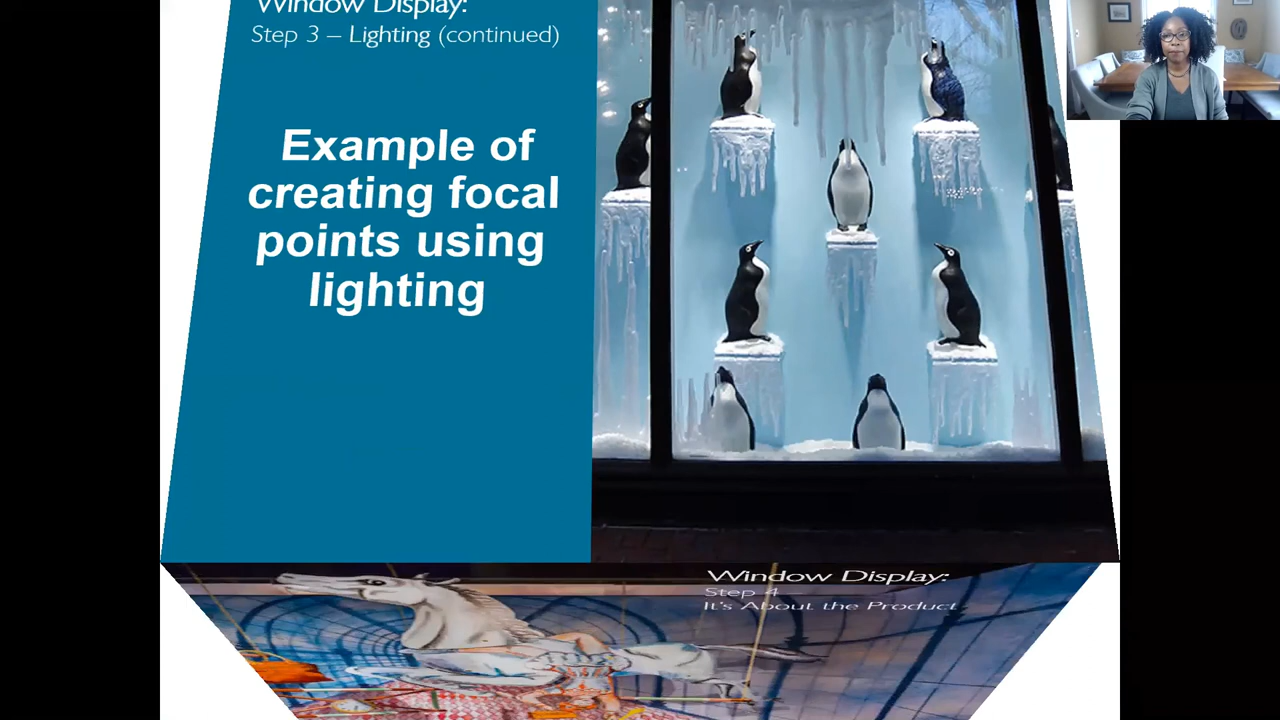 Window Display:
Step 3 – Lighting (continued)
Example of
creating focal
points using
lighting
Window Display:
Step 4
It's About the Product